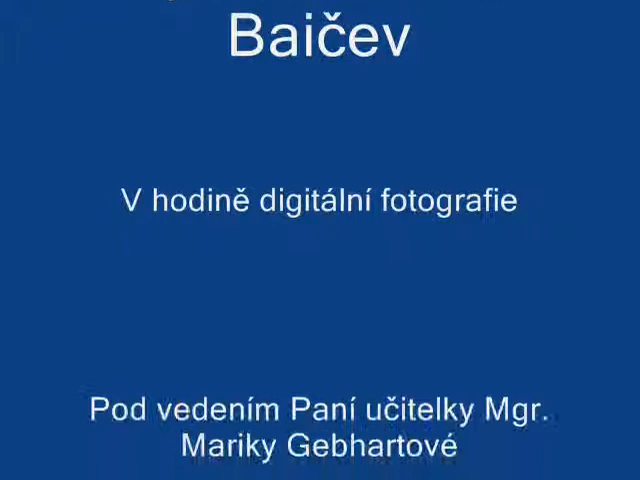 Baičev
V hodině digitální fotografie
Pod vedením Paní učitelky Mgr.
Mariky Gebhartové